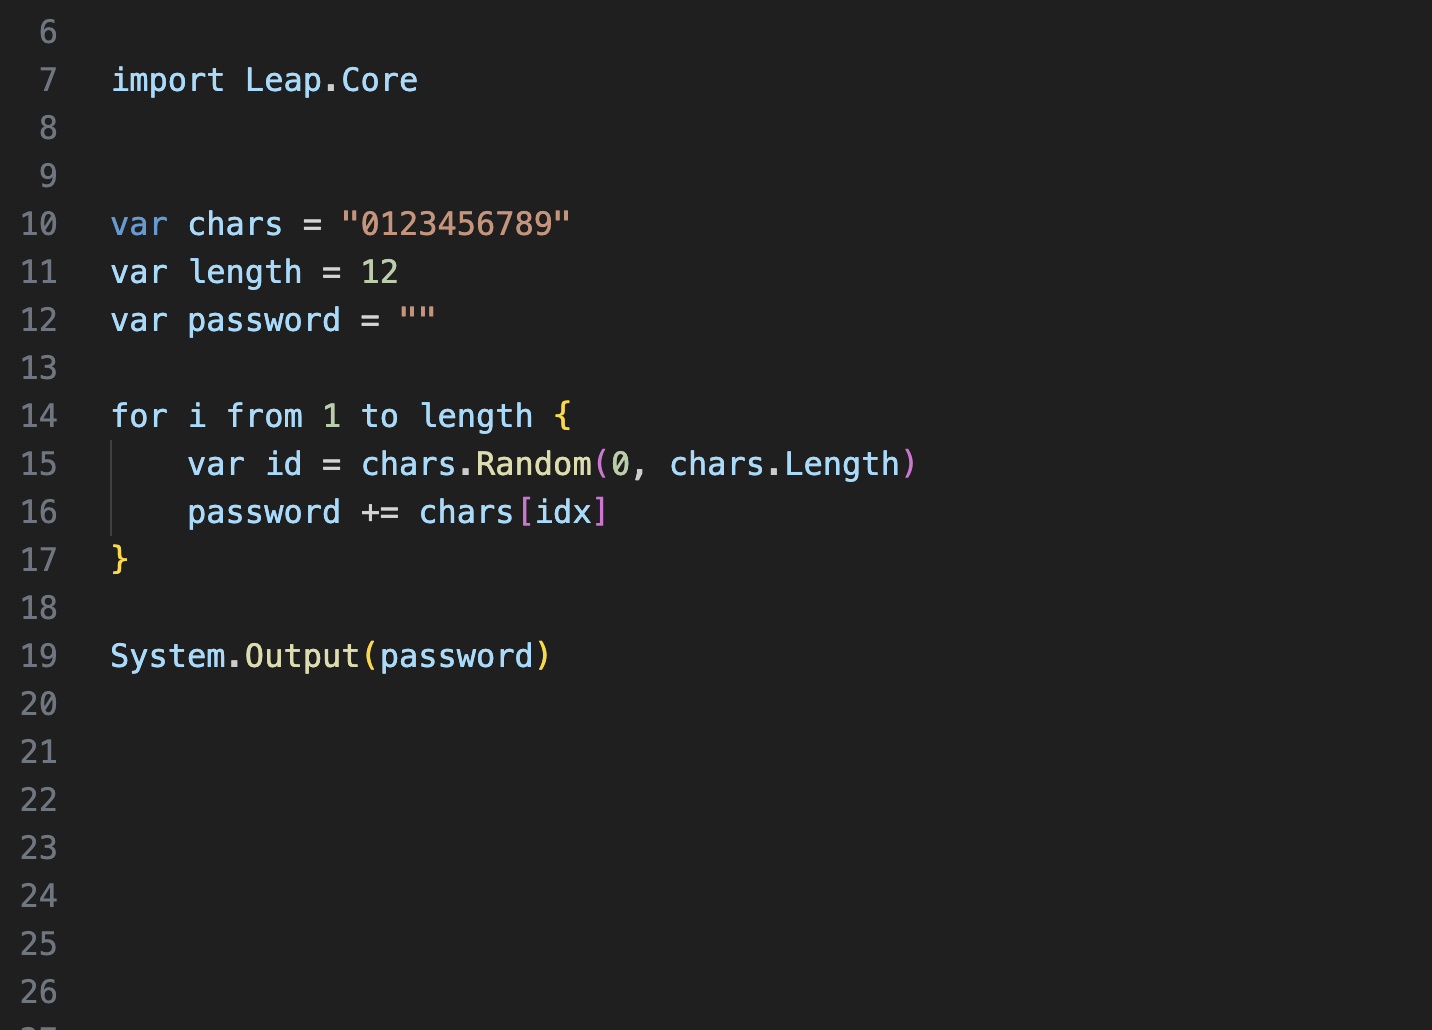 6
7 import Leap.Core
8
9
10 var chars = "0123456789"
11 var length = 12
12 var password = ""
13
14 for i from 1 to length {
15     var id = chars.Random(0, chars.Length)
16     password += chars[idx]
17 }
18
19 System.Output(password)
20
21
22
23
24
25
26